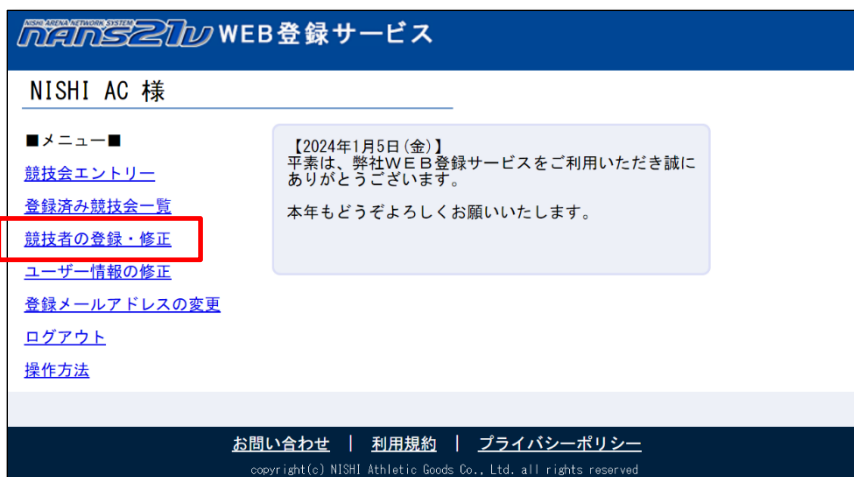 NISHI ARENA NETWORK SYSTEM
NANS21V WEB登録サービス
NISHI AC 様
■メニュー■
競技会エントリー
登録済み競技会一覧
競技者の登録・修正
ユーザー情報の修正
登録メールアドレスの変更
ログアウト
操作方法
【2024年1月5日(金)】
平素は、弊社ＷＥＢ登録サービスをご利用いただき誠に
ありがとうございます。
本年もどうぞよろしくお願いいたします。
お問い合わせ | 利用規約 | プライバシーポリシー
copyright(c) NISHI Athletic Goods Co., Ltd. all rights reserved